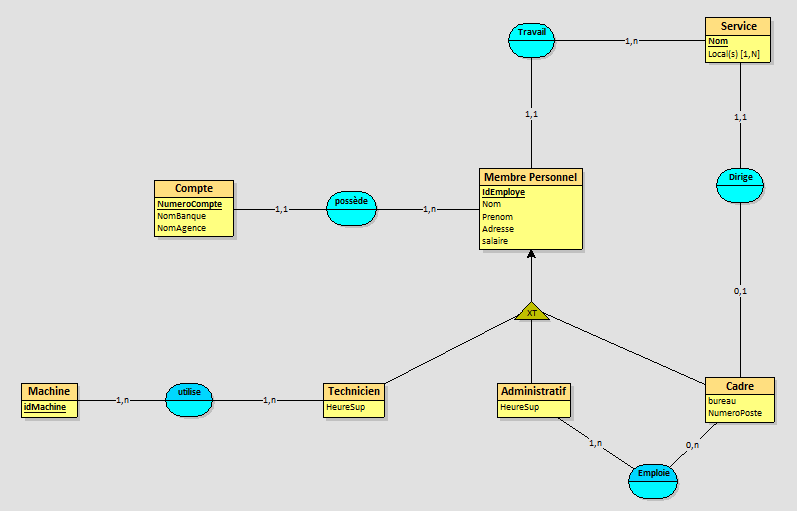 Travail
1,n
Service
Nom
Local(s) [1,N]
1,1
1,1
Compte
NumeroCompte
NomBanque
NomAgence
1,1
possède
1,n
Membre Personnel
IdEmploye
Nom
Prenom
Adresse
salaire
Dirige
0,1
XT
Machine
idMachine
1,n
utilise
1,n
Technicien
HeureSup
Administratif
HeureSup
Cadre
bureau
NumeroPoste
1,n
0,n
Emploie